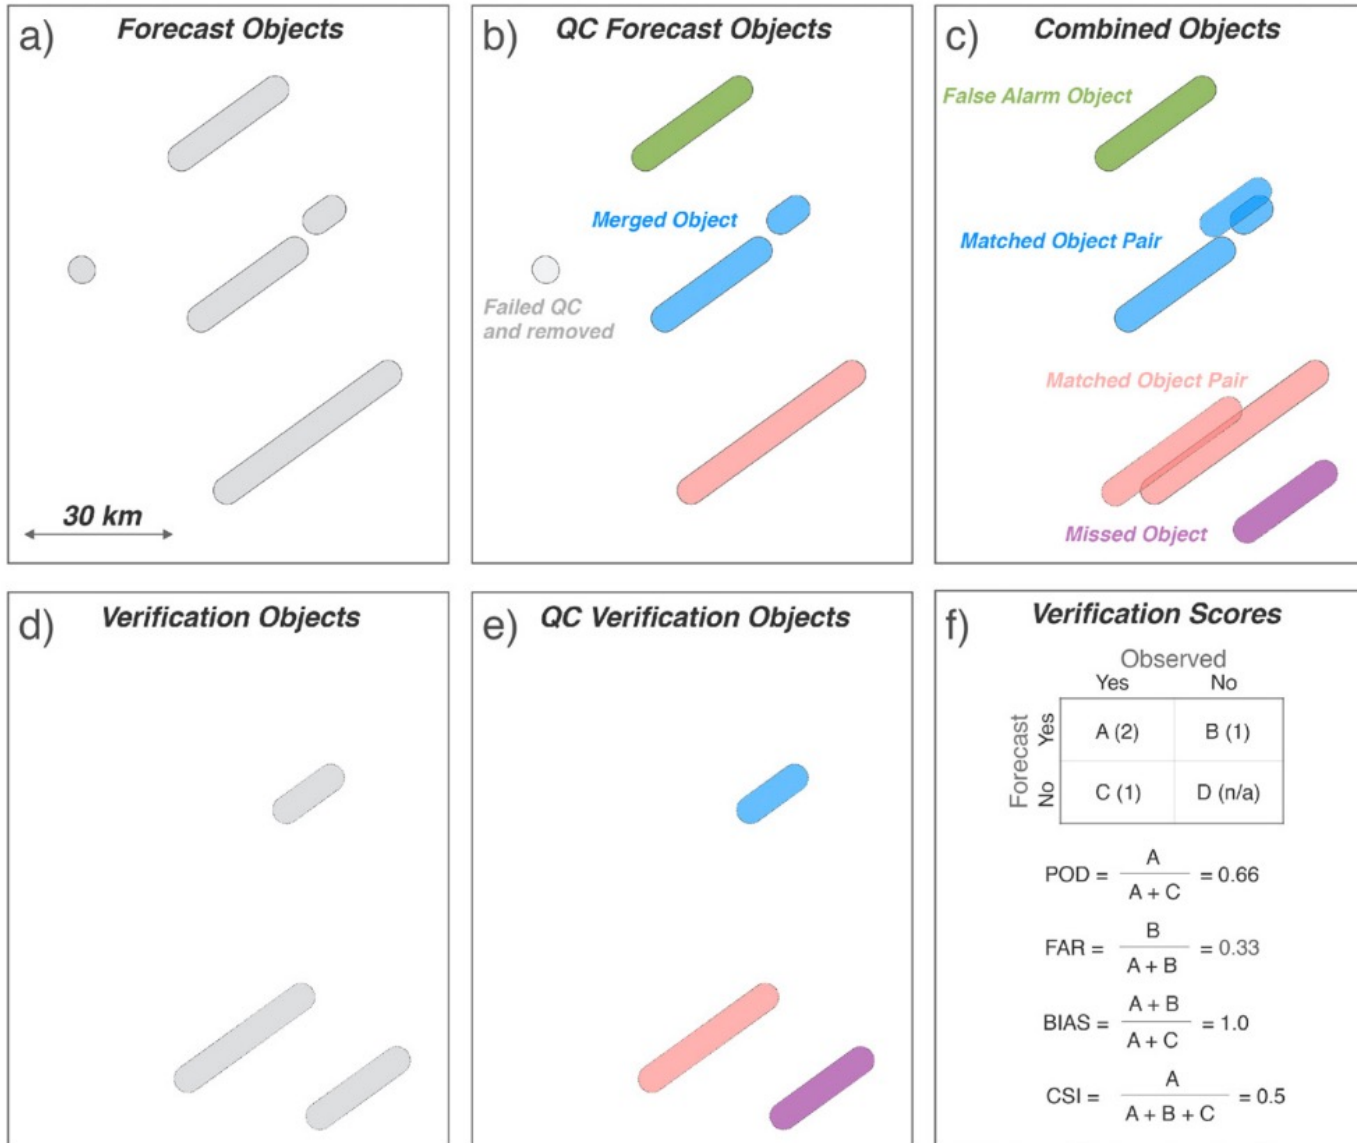 a) Forecast Objects
30 km
b) QC Forecast Objects
Merged Object
Failed QC
and removed
c) Combined Objects
False Alarm Object
Matched Object Pair
Matched Object Pair
Missed Object
d) Verification Objects
e) QC Verification Objects
f) Verification Scores
Observed
Yes No
Forecast
Yes
A (2) B (1)
No
C (1) D (n/a)
POD = A / A + C = 0.66
FAR = B / A + B = 0.33
BIAS = A + B / A + C = 1.0
CSI = A / A + B + C = 0.5